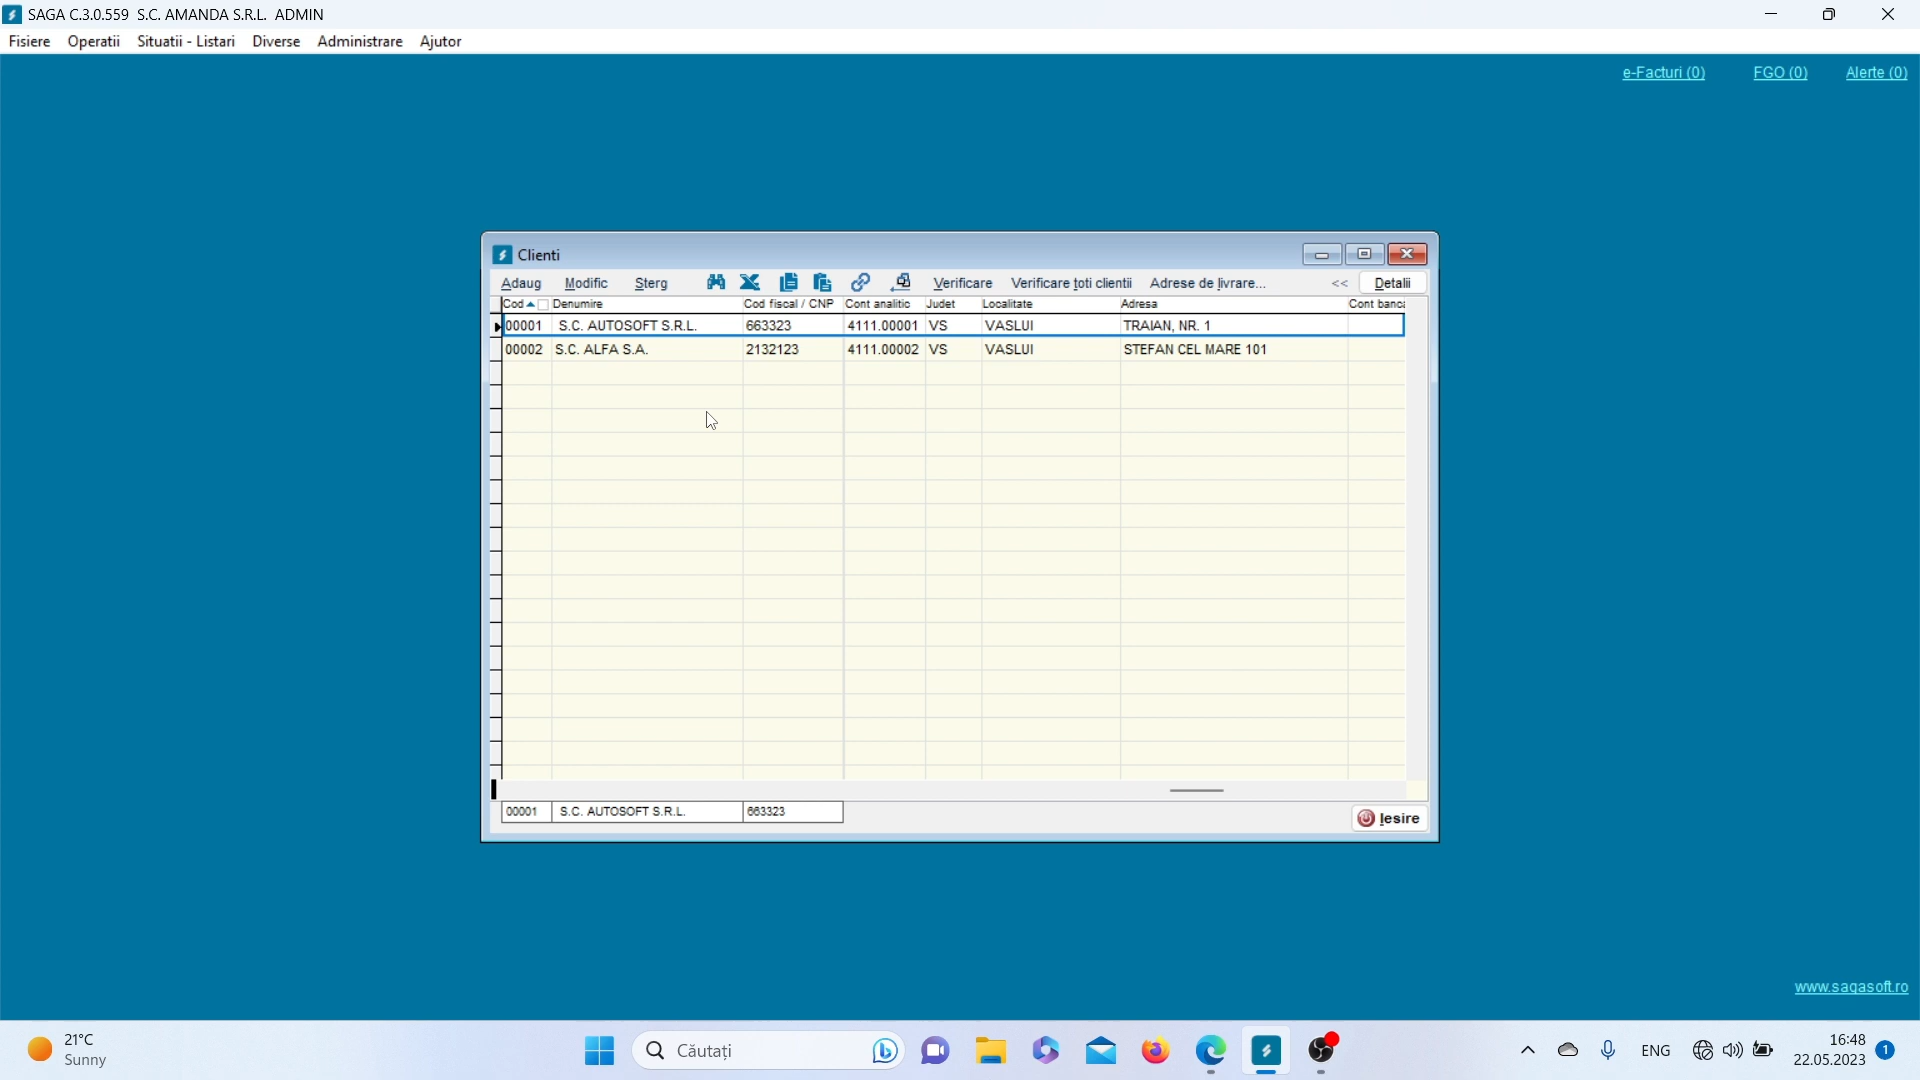 SAGA C.3.0.559 S.C. AMANDA S.R.L. ADMIN
Fisiere Operatii Situatii - Listari Diverse Administrare Ajutor
e-Facturi (0) FGO (0) Alerte (0)
Clienti
Adaug Modific Sterg Verificare Verificare toti clientii Adrese de livrare... << Detalii
Cod Denumire Cod fiscal / CNP Cont analitic Judet Localitate Adresa Cont banca
00001 S.C. AUTOSOFT S.R.L. 663323 4111.00001 VS VASLUI TRAIAN, NR. 1
00002 S.C. ALFA S.A. 2132123 4111.00002 VS VASLUI STEFAN CEL MARE 101
00001 S.C. AUTOSOFT S.R.L. 663323
Iesire
www.sagasoft.ro
21°C
Sunny
Căutați
ENG
16:48
22.05.2023
1